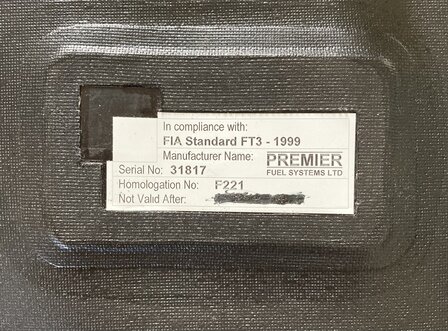 In compliance with:
FIA Standard FT3 - 1999
Manufacturer Name: PREMIER
FUEL SYSTEMS LTD
Serial No: 31817
Homologation No: F221
Not Valid After: